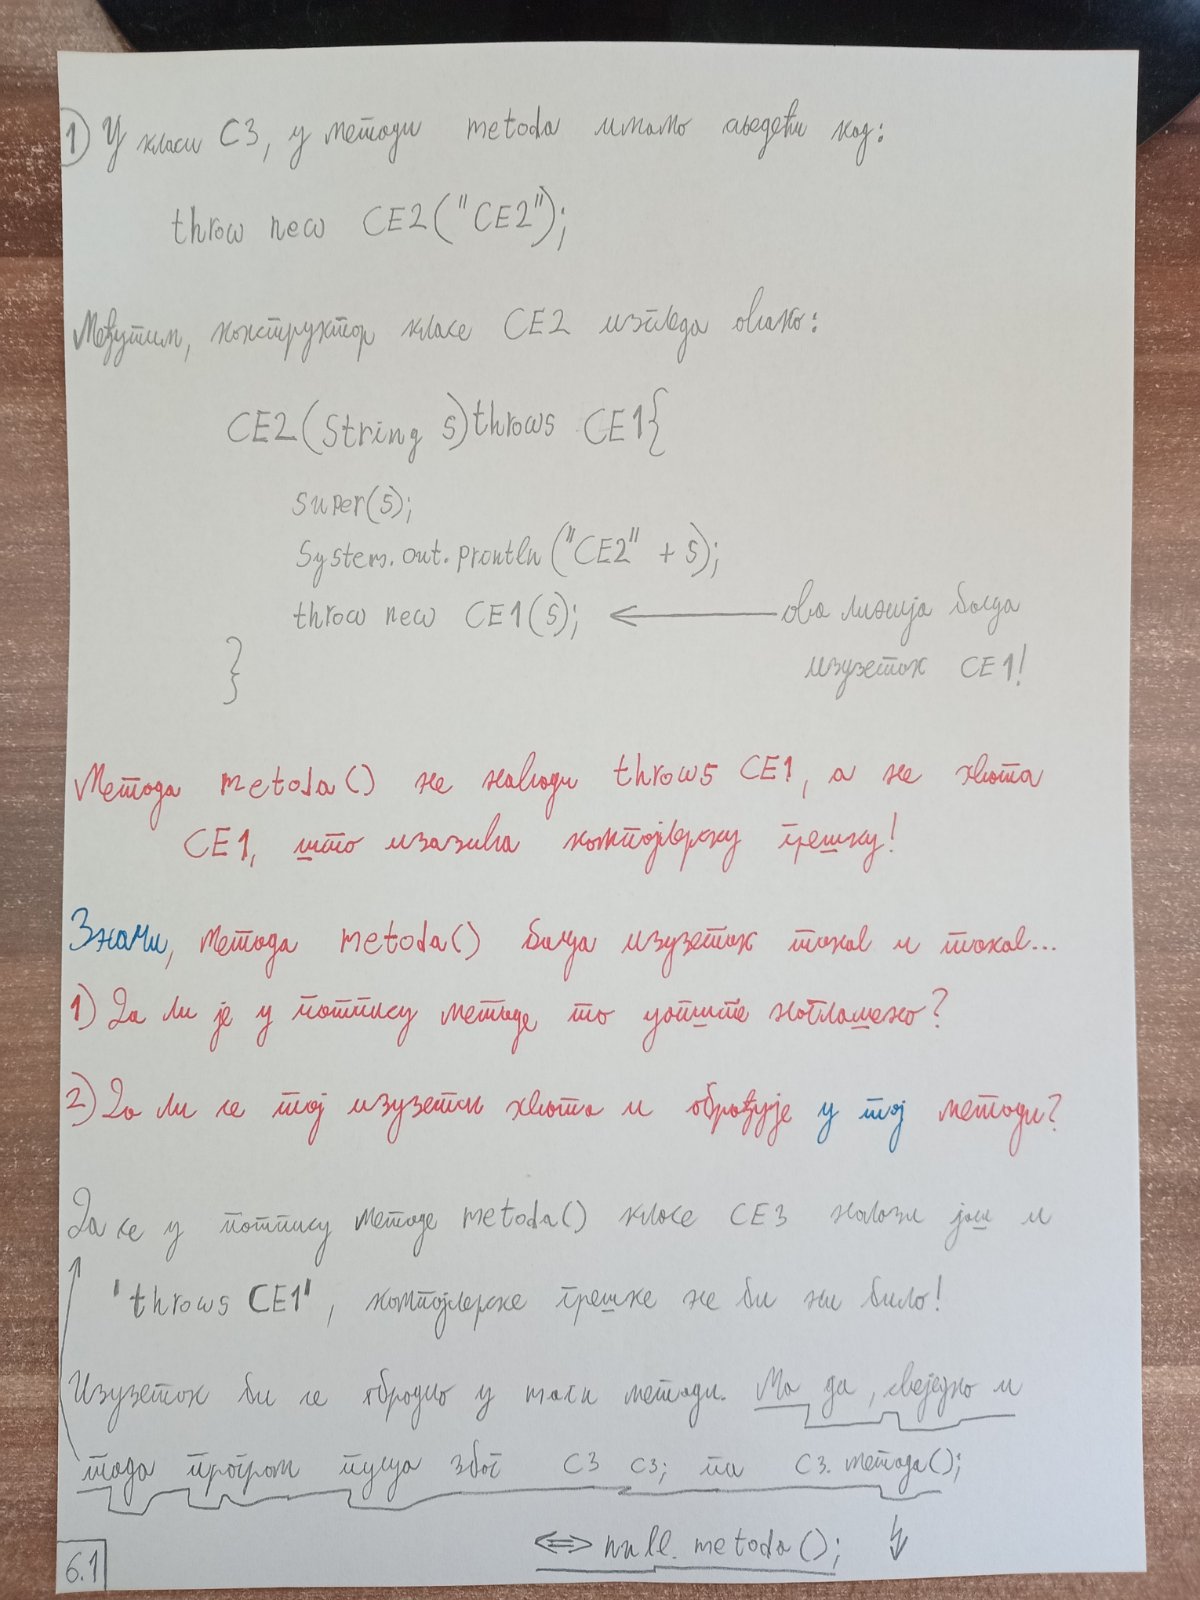 1) У класи C3, у методи metoda имамо следећи код:
throw new CE2("CE2");
Међутим, конструктор класе CE2 изгледа овако:
CE2(String s) throws CE1{
super(s);
System.out.println("CE2" + s);
throw new CE1(s); ← ова линија баца
изузетак CE1!
}
Метода metoda() не наводи throws CE1, а не хвата
CE1, што изазива компајлерску грешку!
Значи, метода metoda() баца изузетак такав и такав...
1) Да ли је у потпису методе то уопште наглашено?
2) Да ли се тај изузетак хвата и обрађује у тој методи?
Да се у потпису методе metoda() класе CE3 налази још и
"throws CE1", компајлерске грешке не би ни било!
Изузетак би се обрадио у main методи. Ма да, свеједно и
тада програм пуца због C3 c3; па c3.метода();
⟺ null.metoda();
6.1